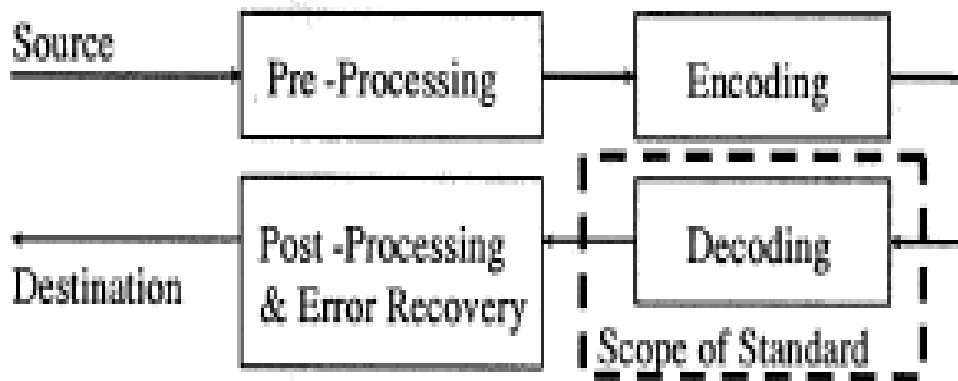 Source
Pre -Processing
Encoding
Post -Processing
& Error Recovery
Decoding
Destination
Scope of Standard